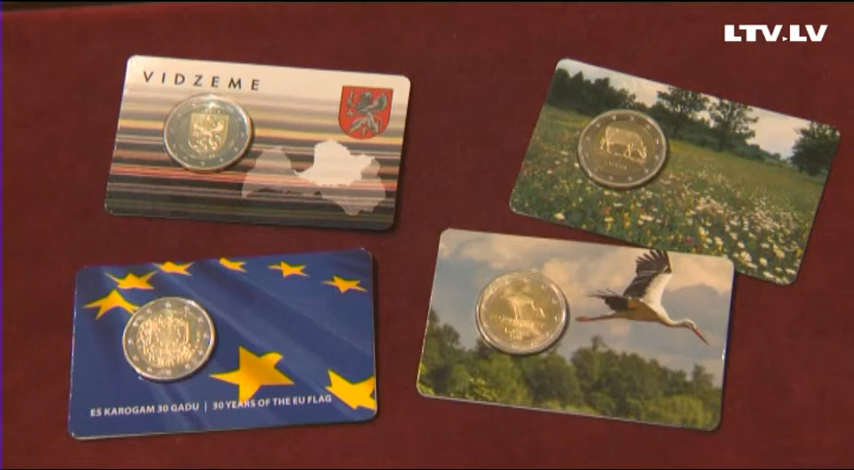 LTV.LV
VIDZEME
ES KAROGAM 30 GADU | 30 YEARS OF THE EU FLAG